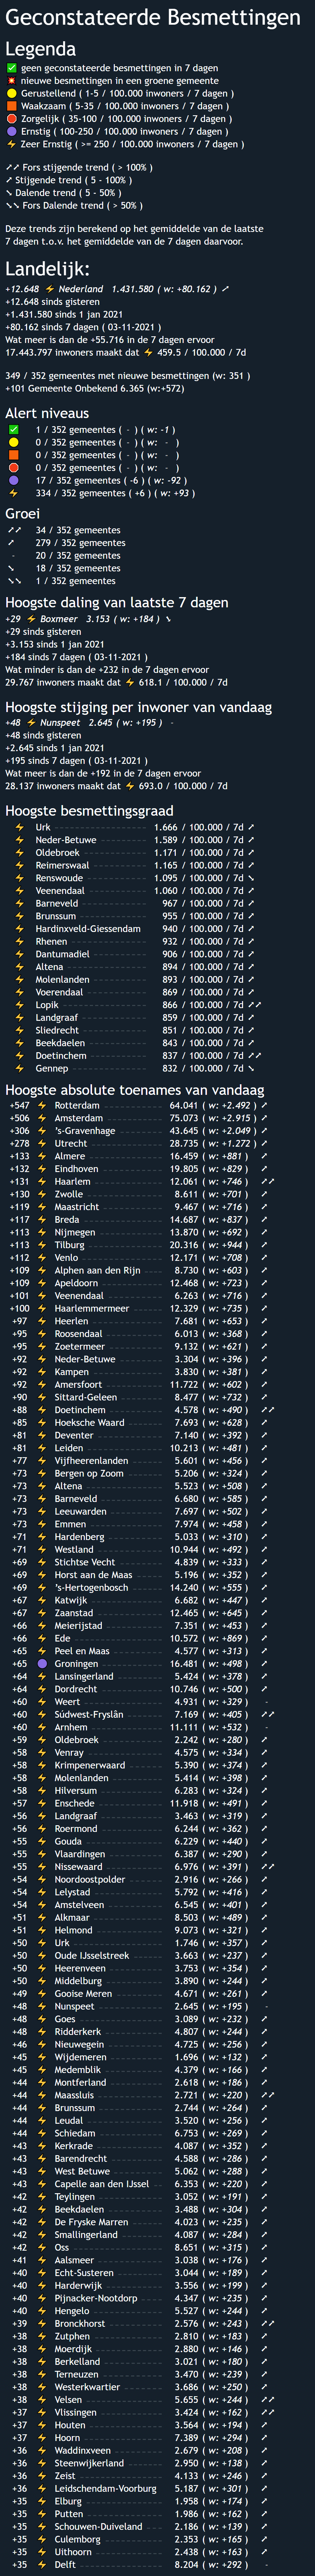 Geconstateerde Besmettingen
Legenda
✅ geen geconstateerde besmettingen in 7 dagen
nieuwe besmettingen in een groene gemeente
Gerustellend ( 1-5 / 100.000 inwoners / 7 dagen )
Waakzaam ( 5-35 / 100.000 inwoners / 7 dagen )
Zorgelijk ( 35-100 / 100.000 inwoners / 7 dagen )
Ernstig ( 100-250 / 100.000 inwoners / 7 dagen )
⚡ Zeer Ernstig ( >= 250 / 100.000 inwoners / 7 dagen )
⤤⤤ Fors stijgende trend ( > 100% )
⤤ Stijgende trend ( 5 - 100% )
⤥ Dalende trend ( 5 - 50% )
⤥⤥ Fors Dalende trend ( > 50% )
Deze trends zijn berekend op het gemiddelde van de laatste
7 dagen t.o.v. het gemiddelde van de 7 dagen daarvoor.
Landelijk:
+12.648 ⚡ Nederland 1.431.580 ( w: +80.162 ) ⤤
+12.648 sinds gisteren
+1.431.580 sinds 1 jan 2021
+80.162 sinds 7 dagen ( 03-11-2021 )
Wat meer is dan de +55.716 in de 7 dagen ervoor
17.443.797 inwoners maakt dat ⚡ 459.5 / 100.000 / 7d
349 / 352 gemeentes met nieuwe besmettingen (w: 351 )
+101 Gemeente Onbekend 6.365 (w:+572)
Alert niveaus
✅ 1 / 352 gemeentes ( - ) ( w: -1 )
0 / 352 gemeentes ( - ) ( w: - )
0 / 352 gemeentes ( - ) ( w: - )
0 / 352 gemeentes ( - ) ( w: - )
17 / 352 gemeentes ( -6 ) ( w: -92 )
⚡ 334 / 352 gemeentes ( +6 ) ( w: +93 )
Groei
⤤⤤ 34 / 352 gemeentes
⤤ 279 / 352 gemeentes
- 20 / 352 gemeentes
⤥ 18 / 352 gemeentes
⤥⤥ 1 / 352 gemeentes
Hoogste daling van laatste 7 dagen
+29 ⚡ Boxmeer 3.153 ( w: +184 ) ⤥
+29 sinds gisteren
+3.153 sinds 1 jan 2021
+184 sinds 7 dagen ( 03-11-2021 )
Wat minder is dan de +232 in de 7 dagen ervoor
29.767 inwoners maakt dat ⚡ 618.1 / 100.000 / 7d
Hoogste stijging per inwoner van vandaag
+48 ⚡ Nunspeet 2.645 ( w: +195 ) -
+48 sinds gisteren
+2.645 sinds 1 jan 2021
+195 sinds 7 dagen ( 03-11-2021 )
Wat meer is dan de +192 in de 7 dagen ervoor
28.137 inwoners maakt dat ⚡ 693.0 / 100.000 / 7d
Hoogste besmettingsgraad
⚡ Urk 1.666 / 100.000 / 7d ⤤
⚡ Neder-Betuwe 1.589 / 100.000 / 7d ⤤
⚡ Oldebroek 1.171 / 100.000 / 7d ⤤
⚡ Reimerswaal 1.165 / 100.000 / 7d ⤤
⚡ Renswoude 1.095 / 100.000 / 7d ⤥
⚡ Veenendaal 1.060 / 100.000 / 7d ⤤
⚡ Barneveld 967 / 100.000 / 7d ⤤
⚡ Brunssum 955 / 100.000 / 7d ⤤
⚡ Hardinxveld-Giessendam 940 / 100.000 / 7d ⤤
⚡ Rhenen 932 / 100.000 / 7d ⤤
⚡ Dantumadiel 906 / 100.000 / 7d ⤤
⚡ Altena 894 / 100.000 / 7d ⤤
⚡ Molenlanden 893 / 100.000 / 7d ⤤
⚡ Voerendaal 869 / 100.000 / 7d ⤤
⚡ Lopik 866 / 100.000 / 7d ⤤⤤
⚡ Landgraaf 859 / 100.000 / 7d ⤤
⚡ Sliedrecht 851 / 100.000 / 7d ⤤
⚡ Beekdaelen 843 / 100.000 / 7d ⤤
⚡ Doetinchem 837 / 100.000 / 7d ⤤⤤
⚡ Gennep 832 / 100.000 / 7d ⤥
Hoogste absolute toenames van vandaag
+547 ⚡ Rotterdam 64.041 ( w: +2.492 ) ⤤
+506 ⚡ Amsterdam 75.073 ( w: +2.915 ) ⤤
+306 ⚡ 's-Gravenhage 43.645 ( w: +2.049 ) ⤤
+278 ⚡ Utrecht 28.735 ( w: +1.272 ) ⤤
+133 ⚡ Almere 16.459 ( w: +881 ) ⤤
+132 ⚡ Eindhoven 19.805 ( w: +829 ) ⤤
+131 ⚡ Haarlem 12.061 ( w: +746 ) ⤤⤤
+130 ⚡ Zwolle 8.611 ( w: +701 ) ⤤
+119 ⚡ Maastricht 9.467 ( w: +716 ) ⤤
+117 ⚡ Breda 14.687 ( w: +837 ) ⤤
+113 ⚡ Nijmegen 13.870 ( w: +692 ) ⤤
+113 ⚡ Tilburg 20.316 ( w: +944 ) ⤤
+112 ⚡ Venlo 12.171 ( w: +708 ) ⤤
+109 ⚡ Alphen aan den Rijn 8.730 ( w: +603 ) ⤤
+109 ⚡ Apeldoorn 12.468 ( w: +723 ) ⤤
+101 ⚡ Veenendaal 6.263 ( w: +716 ) ⤤
+100 ⚡ Haarlemmermeer 12.329 ( w: +735 ) ⤤
+97 ⚡ Heerlen 7.681 ( w: +653 ) ⤤
+95 ⚡ Roosendaal 6.013 ( w: +368 ) ⤤
+95 ⚡ Zoetermeer 9.132 ( w: +621 ) ⤤
+92 ⚡ Neder-Betuwe 3.304 ( w: +396 ) ⤤
+92 ⚡ Kampen 3.830 ( w: +381 ) ⤤
+92 ⚡ Amersfoort 11.722 ( w: +602 ) ⤤
+90 ⚡ Sittard-Geleen 8.477 ( w: +732 ) ⤤
+88 ⚡ Doetinchem 4.578 ( w: +490 ) ⤤⤤
+85 ⚡ Hoeksche Waard 7.693 ( w: +628 ) ⤤
+81 ⚡ Deventer 7.140 ( w: +392 ) ⤤
+81 ⚡ Leiden 10.213 ( w: +481 ) ⤤
+77 ⚡ Vijfheerenlanden 5.601 ( w: +456 ) ⤤
+73 ⚡ Bergen op Zoom 5.206 ( w: +324 ) ⤤
+73 ⚡ Altena 5.523 ( w: +508 ) ⤤
+73 ⚡ Barneveld 6.680 ( w: +585 ) ⤤
+73 ⚡ Leeuwarden 7.697 ( w: +502 ) ⤤
+73 ⚡ Emmen 7.974 ( w: +458 ) ⤤
+71 ⚡ Hardenberg 5.033 ( w: +310 ) ⤤
+71 ⚡ Westland 10.944 ( w: +492 ) ⤤
+69 ⚡ Stichtse Vecht 4.839 ( w: +333 ) ⤤
+69 ⚡ Horst aan de Maas 5.196 ( w: +352 ) ⤤
+69 ⚡ 's-Hertogenbosch 14.240 ( w: +555 ) ⤤
+67 ⚡ Katwijk 6.682 ( w: +447 ) ⤤
+67 ⚡ Zaanstad 12.465 ( w: +645 ) ⤤
+66 ⚡ Meierijstad 7.351 ( w: +453 ) ⤤
+66 ⚡ Ede 10.572 ( w: +869 ) ⤤
+65 ⚡ Peel en Maas 4.577 ( w: +313 ) ⤤
+65 Groningen 16.481 ( w: +498 ) ⤤
+64 ⚡ Lansingerland 5.424 ( w: +378 ) ⤤
+64 ⚡ Dordrecht 10.746 ( w: +500 ) ⤤
+60 ⚡ Weert 4.931 ( w: +329 ) -
+60 ⚡ Súdwest-Fryslân 7.169 ( w: +405 ) ⤤⤤
+60 ⚡ Arnhem 11.111 ( w: +532 ) -
+59 ⚡ Oldebroek 2.242 ( w: +280 ) ⤤
+58 ⚡ Venray 4.575 ( w: +334 ) ⤤
+58 ⚡ Krimpenerwaard 5.390 ( w: +374 ) ⤤
+58 ⚡ Molenlanden 5.414 ( w: +398 ) ⤤
+58 ⚡ Hilversum 6.283 ( w: +324 ) ⤤
+57 ⚡ Enschede 11.918 ( w: +491 ) ⤤
+56 ⚡ Landgraaf 3.463 ( w: +319 ) ⤤
+56 ⚡ Roermond 6.244 ( w: +362 ) ⤤
+55 ⚡ Gouda 6.229 ( w: +440 ) ⤤
+55 ⚡ Vlaardingen 6.387 ( w: +290 ) ⤤
+55 ⚡ Nissewaard 6.976 ( w: +391 ) ⤤⤤
+54 ⚡ Noordoostpolder 2.916 ( w: +266 ) ⤤
+54 ⚡ Lelystad 5.792 ( w: +416 ) ⤤
+54 ⚡ Amstelveen 6.545 ( w: +401 ) ⤤
+51 ⚡ Alkmaar 8.503 ( w: +489 ) ⤤
+51 ⚡ Helmond 9.073 ( w: +321 ) ⤤
+50 ⚡ Urk 1.746 ( w: +357 ) ⤤
+50 ⚡ Oude IJsselstreek 3.663 ( w: +237 ) ⤤
+50 ⚡ Heerenveen 3.753 ( w: +354 ) ⤤
+50 ⚡ Middelburg 3.890 ( w: +244 ) ⤤
+49 ⚡ Gooise Meren 4.671 ( w: +261 ) ⤤
+48 ⚡ Nunspeet 2.645 ( w: +195 ) -
+48 ⚡ Goes 3.089 ( w: +232 ) ⤤
+48 ⚡ Ridderkerk 4.807 ( w: +244 ) ⤤
+46 ⚡ Nieuwegein 4.725 ( w: +256 ) ⤤
+45 ⚡ Wijdemeren 1.696 ( w: +132 ) ⤤
+45 ⚡ Medemblik 4.379 ( w: +166 ) ⤤
+44 ⚡ Montferland 2.618 ( w: +186 ) ⤤
+44 ⚡ Maassluis 2.721 ( w: +220 ) ⤤⤤
+44 ⚡ Brunssum 2.744 ( w: +264 ) ⤤
+44 ⚡ Leudal 3.520 ( w: +256 ) ⤤
+44 ⚡ Schiedam 6.753 ( w: +269 ) ⤤
+43 ⚡ Kerkrade 4.087 ( w: +352 ) ⤤
+43 ⚡ Barendrecht 4.588 ( w: +286 ) ⤤
+43 ⚡ West Betuwe 5.062 ( w: +288 ) ⤤
+43 ⚡ Capelle aan den IJssel 6.353 ( w: +220 ) ⤤
+42 ⚡ Teylingen 3.052 ( w: +191 ) ⤤
+42 ⚡ Beekdaelen 3.488 ( w: +304 ) ⤤
+42 ⚡ De Fryske Marren 4.023 ( w: +235 ) ⤤
+42 ⚡ Smallingerland 4.087 ( w: +284 ) ⤤
+42 ⚡ Oss 8.651 ( w: +315 ) ⤤
+41 ⚡ Aalsmeer 3.038 ( w: +176 ) ⤤
+40 ⚡ Echt-Susteren 3.044 ( w: +189 ) ⤤
+40 ⚡ Harderwijk 3.556 ( w: +199 ) ⤤
+40 ⚡ Pijnacker-Nootdorp 4.347 ( w: +235 ) ⤤
+40 ⚡ Hengelo 5.527 ( w: +244 ) ⤤
+39 ⚡ Bronckhorst 2.576 ( w: +243 ) ⤤⤤
+38 ⚡ Zutphen 2.810 ( w: +183 ) ⤤
+38 ⚡ Moerdijk 2.880 ( w: +146 ) ⤤
+38 ⚡ Berkelland 3.021 ( w: +180 ) ⤤
+38 ⚡ Terneuzen 3.470 ( w: +239 ) ⤤
+38 ⚡ Westerkwartier 3.686 ( w: +250 ) ⤤
+38 ⚡ Velsen 5.655 ( w: +244 ) ⤤⤤
+37 ⚡ Vlissingen 3.424 ( w: +162 ) ⤤⤤
+37 ⚡ Houten 3.564 ( w: +194 ) ⤤
+37 ⚡ Hoorn 7.389 ( w: +294 ) ⤤
+36 ⚡ Waddinxveen 2.679 ( w: +208 ) ⤤
+36 ⚡ Steenwijkerland 2.950 ( w: +138 ) ⤤
+36 ⚡ Zeist 4.133 ( w: +246 ) ⤤
+36 ⚡ Leidschendam-Voorburg 5.187 ( w: +301 ) ⤤
+35 ⚡ Elburg 1.958 ( w: +174 ) ⤤
+35 ⚡ Putten 1.986 ( w: +162 ) ⤤
+35 ⚡ Schouwen-Duiveland 2.186 ( w: +139 ) ⤤
+35 ⚡ Culemborg 2.353 ( w: +165 ) ⤤
+35 ⚡ Uithoorn 2.438 ( w: +163 ) ⤤
+35 ⚡ Delft 8.204 ( w: +292 ) -